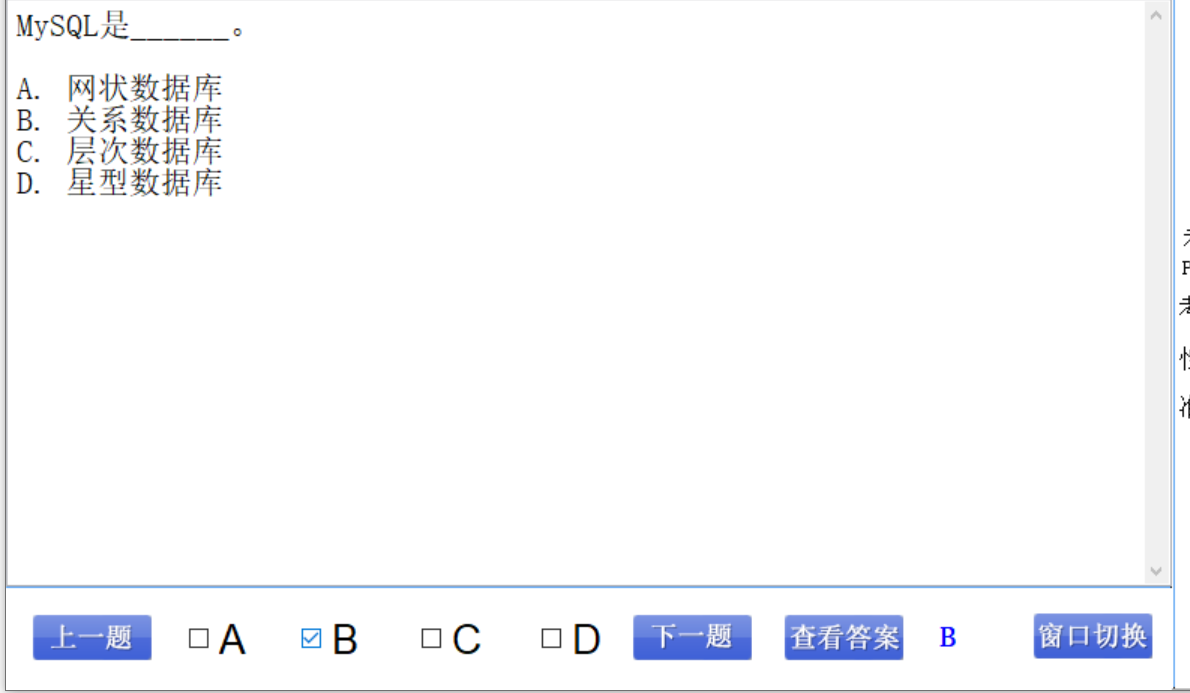 MySQL是______。
A. 网状数据库
B. 关系数据库
C. 层次数据库
D. 星型数据库
上一题 A B C D 下一题 查看答案 B 窗口切换